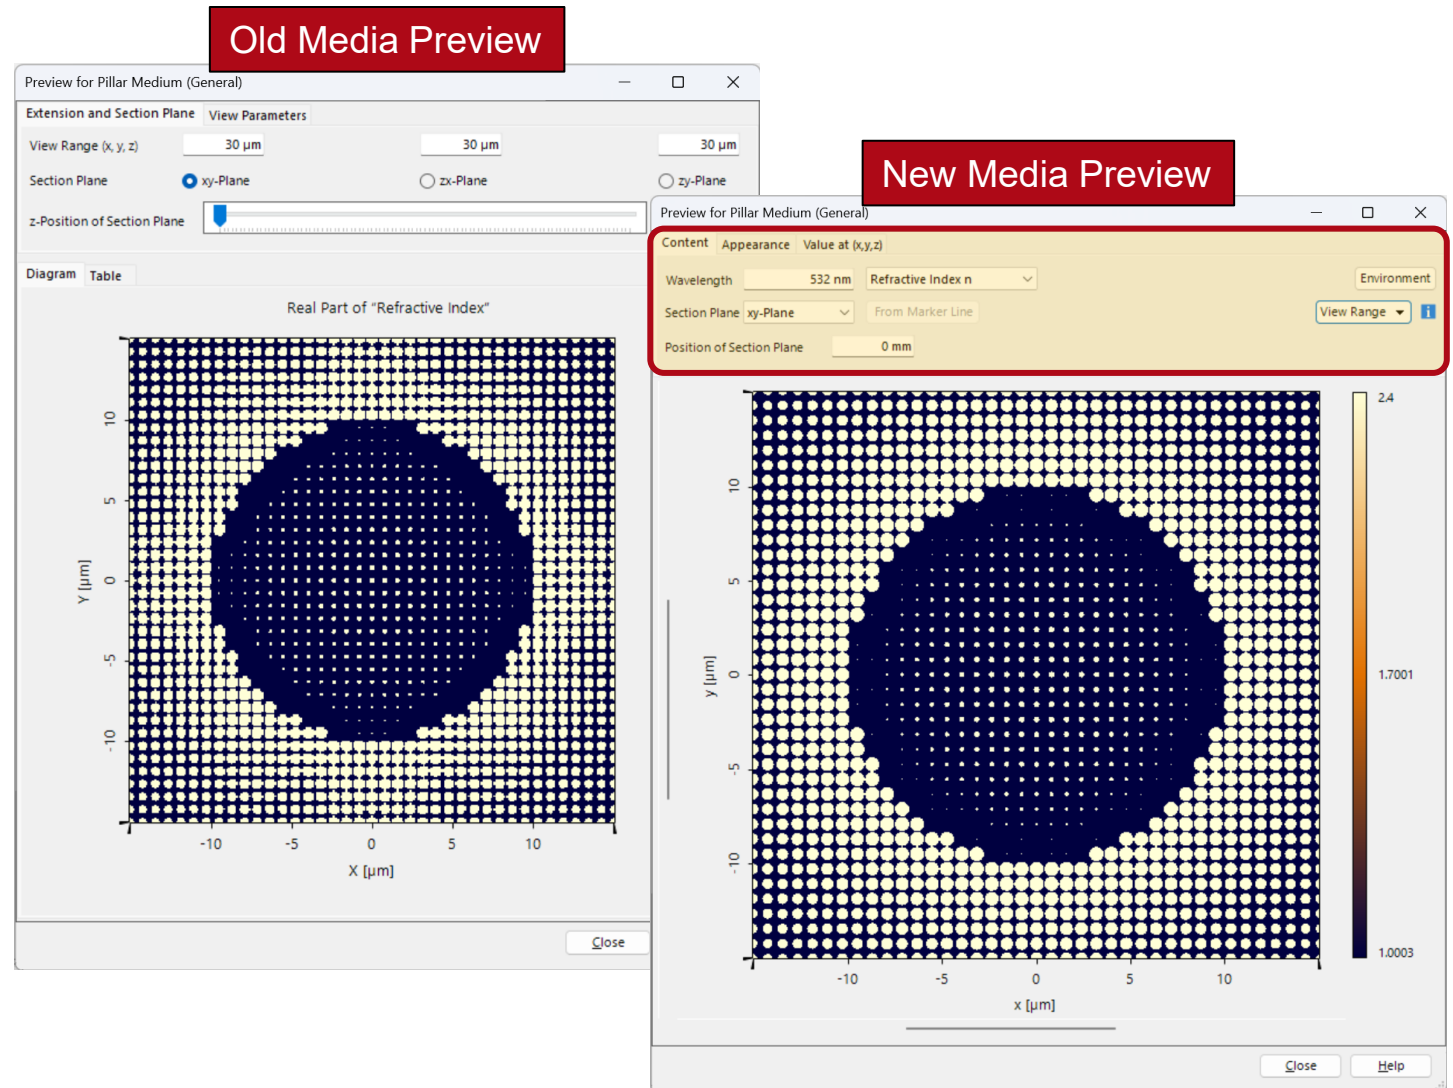 Old Media Preview
Preview for Pillar Medium (General)
Extension and Section Plane View Parameters
View Range (x, y, z) 30 µm 30 µm 30 µm
Section Plane xy-Plane zx-Plane zy-Plane
z-Position of Section Plane
Diagram Table
Real Part of "Refractive Index"
10
5
0
-5
-10
Y [µm]
-10 -5 0 5 10
X [µm]
Close
New Media Preview
Preview for Pillar Medium (General)
Content Appearance Value at (x,y,z)
Wavelength 532 nm Refractive Index n Environment
Section Plane xy-Plane From Marker Line View Range
Position of Section Plane 0 mm
2.4
1.7001
1.0003
10
5
0
-5
-10
y [µm]
-10 -5 0 5 10
x [µm]
Close Help